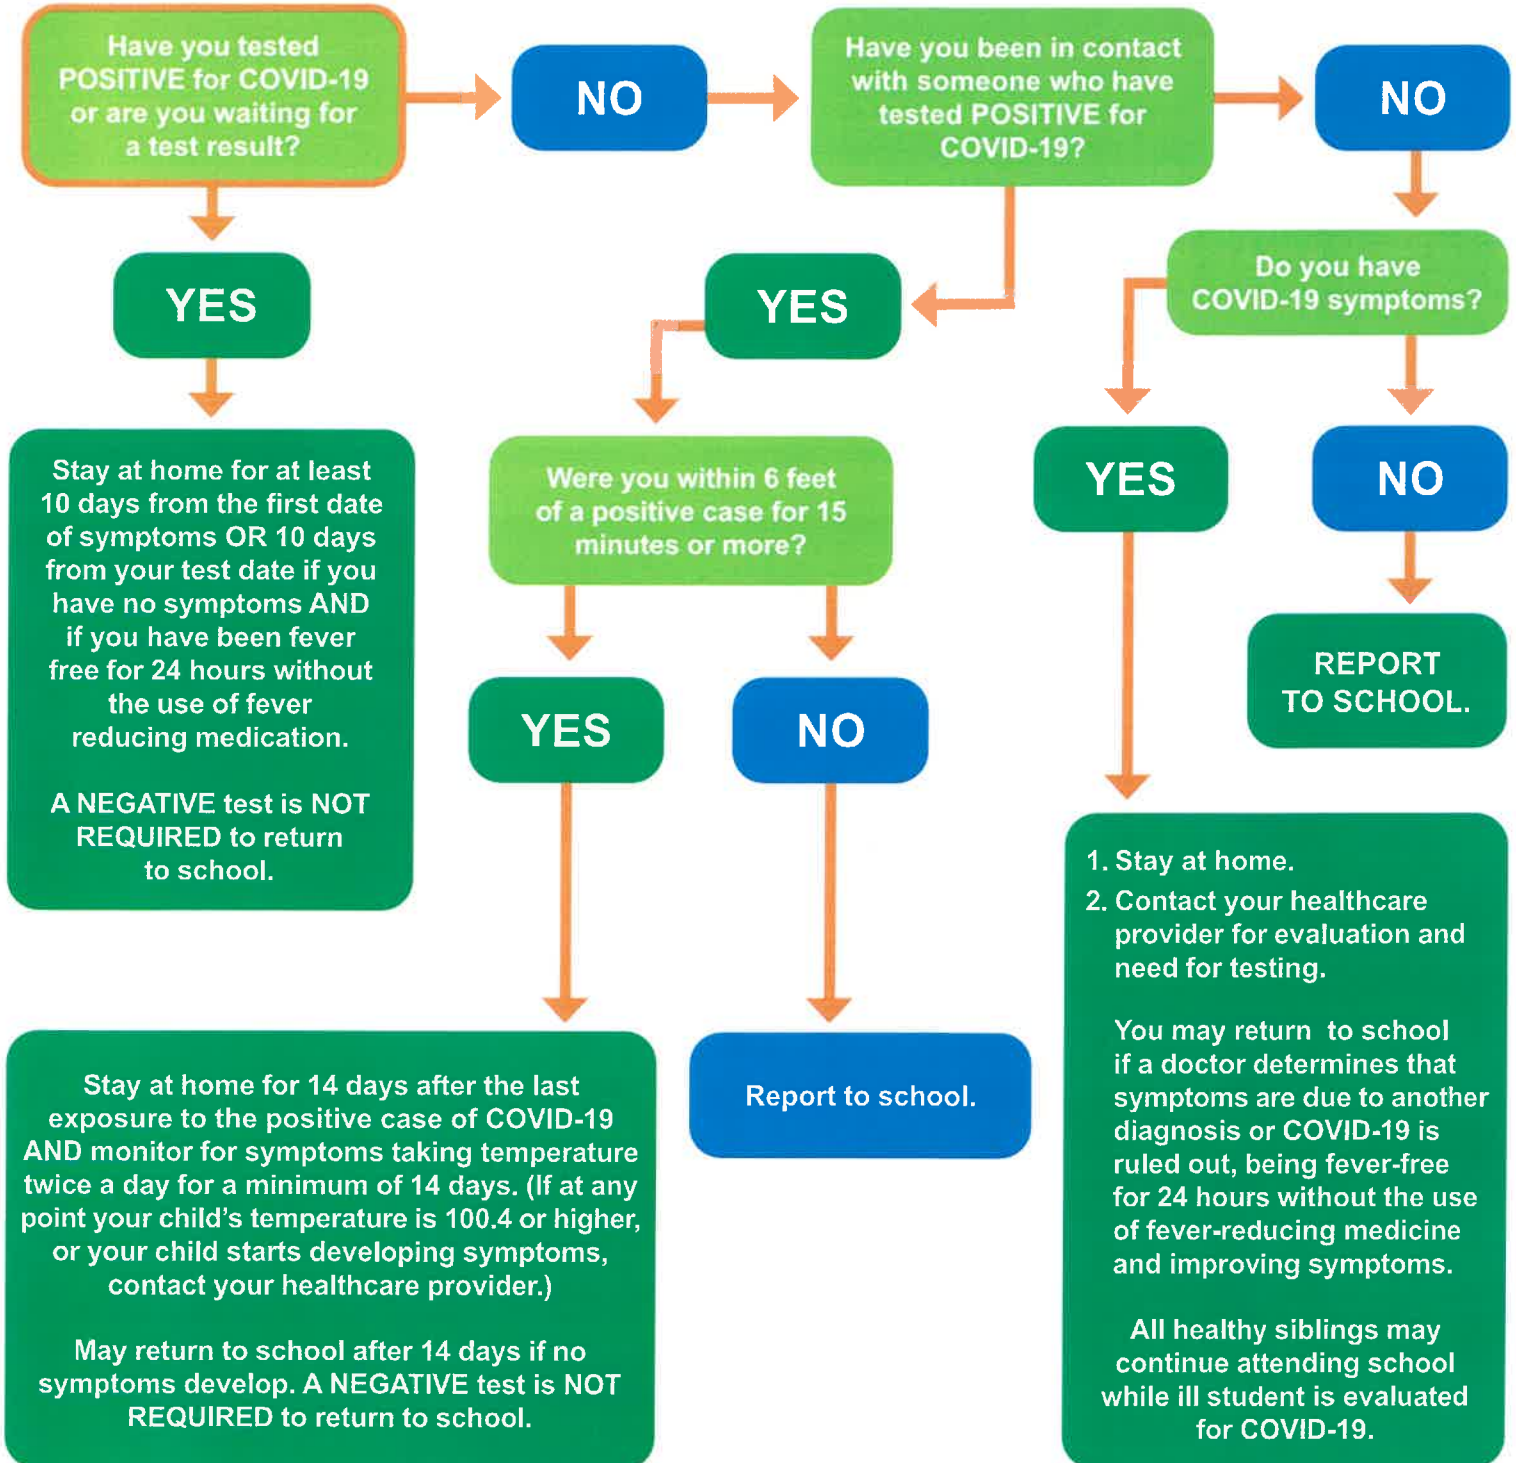 Have you tested
POSITIVE for COVID-19
or are you waiting for
a test result?
NO
Have you been in contact
with someone who have
tested POSITIVE for
COVID-19?
NO
YES
YES
Do you have
COVID-19 symptoms?
Stay at home for at least
10 days from the first date
of symptoms OR 10 days
from your test date if you
have no symptoms AND
if you have been fever
free for 24 hours without
the use of fever
reducing medication.
A NEGATIVE test is NOT
REQUIRED to return
to school.
Were you within 6 feet
of a positive case for 15
minutes or more?
YES
NO
YES
NO
REPORT
TO SCHOOL.
Stay at home for 14 days after the last
exposure to the positive case of COVID-19
AND monitor for symptoms taking temperature
twice a day for a minimum of 14 days. (If at any
point your child's temperature is 100.4 or higher,
or your child starts developing symptoms,
contact your healthcare provider.)
May return to school after 14 days if no
symptoms develop. A NEGATIVE test is NOT
REQUIRED to return to school.
Report to school.
1. Stay at home.
2. Contact your healthcare
provider for evaluation and
need for testing.
You may return to school
if a doctor determines that
symptoms are due to another
diagnosis or COVID-19 is
ruled out, being fever-free
for 24 hours without the use
of fever-reducing medicine
and improving symptoms.
All healthy siblings may
continue attending school
while ill student is evaluated
for COVID-19.